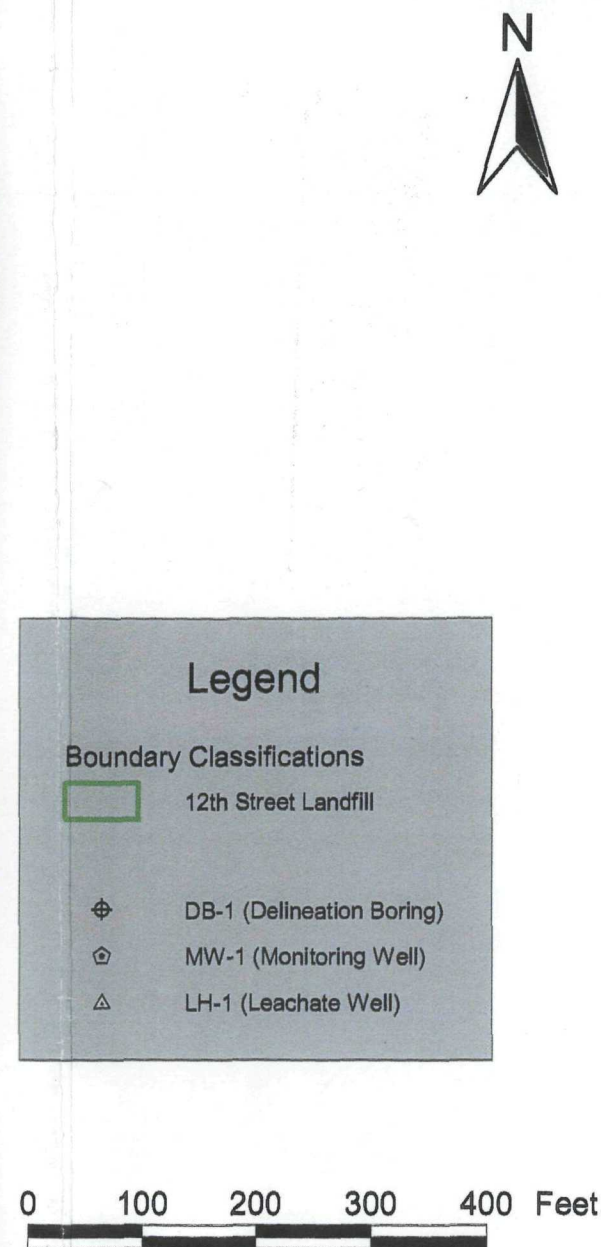 N
Legend
Boundary Classifications
12th Street Landfill
DB-1 (Delineation Boring)
MW-1 (Monitoring Well)
LH-1 (Leachate Well)
0 100 200 300 400 Feet